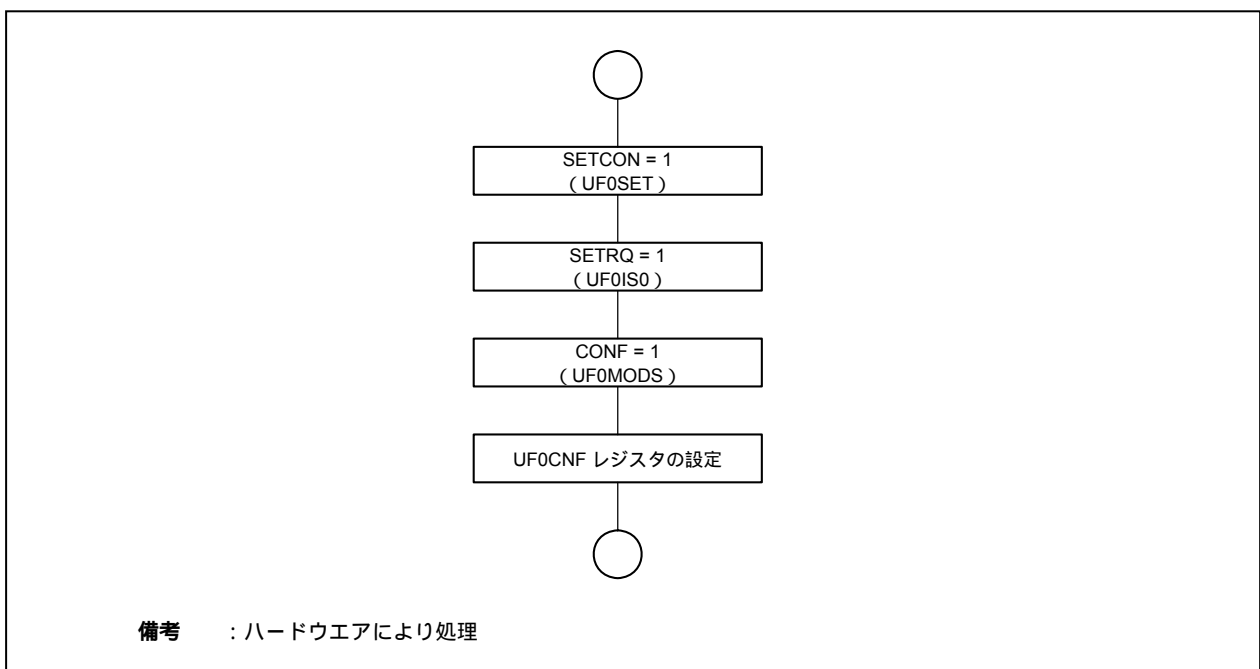 SETCON = 1
（UF0SET）
SETRQ = 1
（UF0IS0）
CONF = 1
（UF0MODS）
UF0CNF レジスタの設定
備考　：ハードウエアにより処理